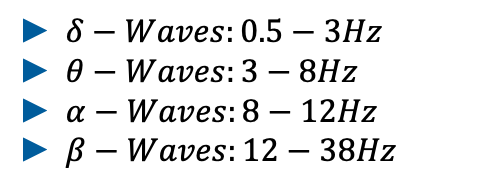 δ – Waves: 0.5 – 3Hz
θ – Waves: 3 – 8Hz
α – Waves: 8 – 12Hz
β – Waves: 12 – 38Hz